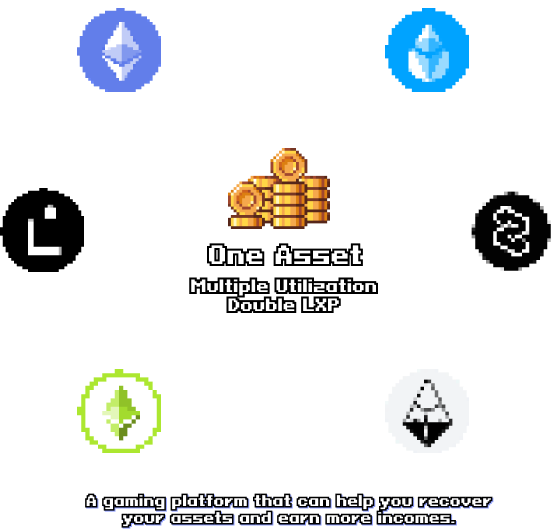 One Asset
Multiple Utilization
Double LXP
A gaming platform that can help you recover
your assets and earn more incomes.